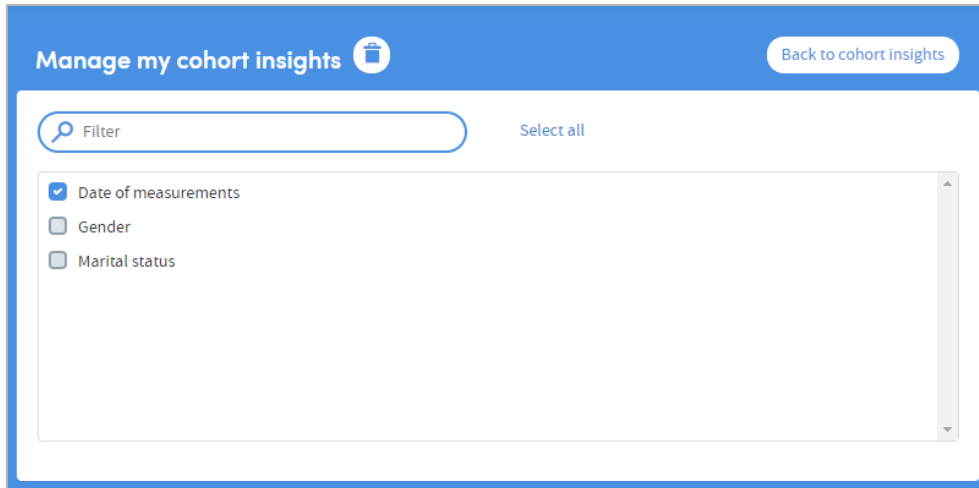 Manage my cohort insights
Back to cohort insights
Filter
Select all
Date of measurements
Gender
Marital status